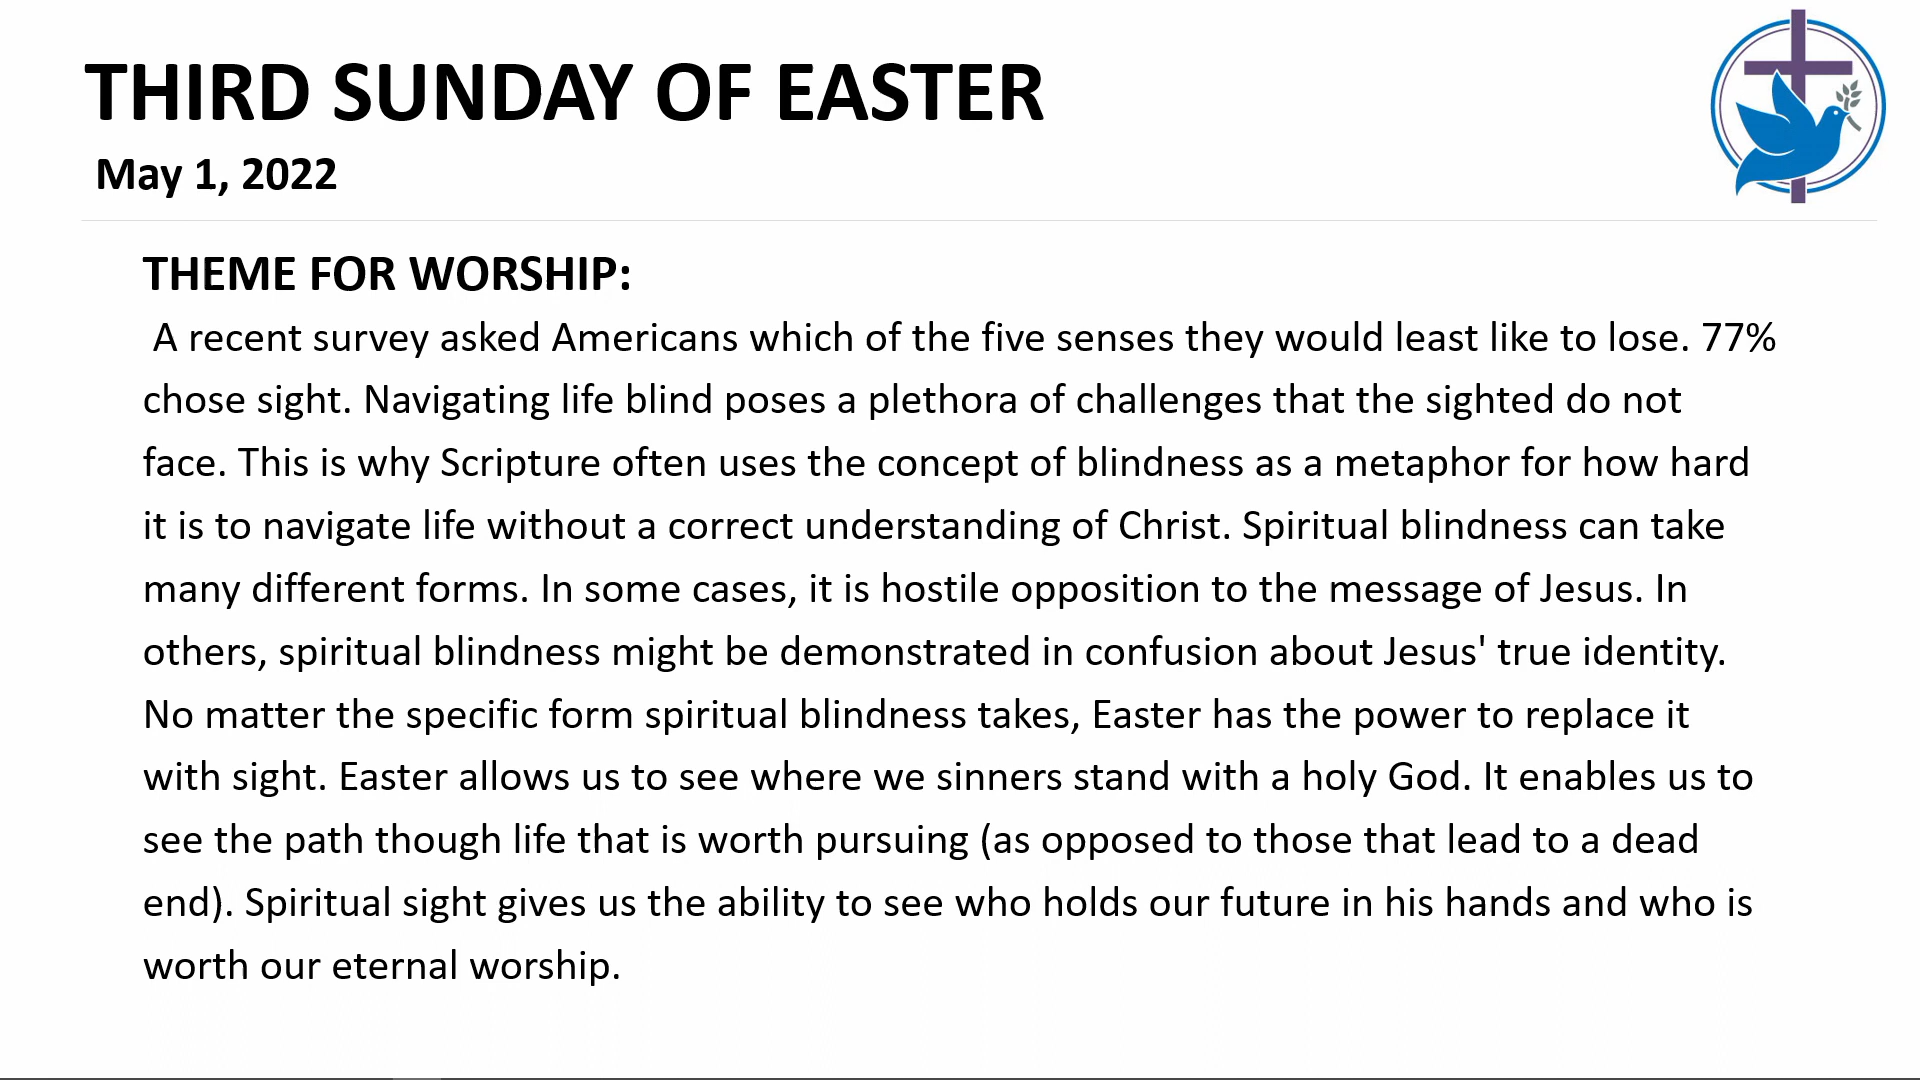 THIRD SUNDAY OF EASTER
May 1, 2022
THEME FOR WORSHIP:
A recent survey asked Americans which of the five senses they would least like to lose. 77%
chose sight. Navigating life blind poses a plethora of challenges that the sighted do not
face. This is why Scripture often uses the concept of blindness as a metaphor for how hard
it is to navigate life without a correct understanding of Christ. Spiritual blindness can take
many different forms. In some cases, it is hostile opposition to the message of Jesus. In
others, spiritual blindness might be demonstrated in confusion about Jesus' true identity.
No matter the specific form spiritual blindness takes, Easter has the power to replace it
with sight. Easter allows us to see where we sinners stand with a holy God. It enables us to
see the path though life that is worth pursuing (as opposed to those that lead to a dead
end). Spiritual sight gives us the ability to see who holds our future in his hands and who is
worth our eternal worship.